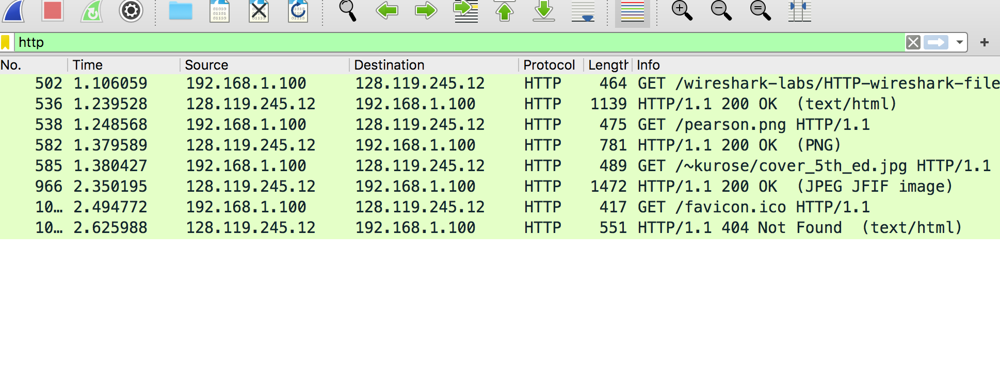 http
No. Time Source Destination Protocol Length Info
502 1.106059 192.168.1.100 128.119.245.12 HTTP 464 GET /wireshark-labs/HTTP-wireshark-file
536 1.239528 128.119.245.12 192.168.1.100 HTTP 1139 HTTP/1.1 200 OK (text/html)
538 1.248568 192.168.1.100 128.119.245.12 HTTP 475 GET /pearson.png HTTP/1.1
582 1.379589 128.119.245.12 192.168.1.100 HTTP 781 HTTP/1.1 200 OK (PNG)
585 1.380427 192.168.1.100 128.119.245.12 HTTP 489 GET /~kurose/cover_5th_ed.jpg HTTP/1.1
966 2.350195 128.119.245.12 192.168.1.100 HTTP 1472 HTTP/1.1 200 OK (JPEG JFIF image)
10… 2.494772 192.168.1.100 128.119.245.12 HTTP 417 GET /favicon.ico HTTP/1.1
10… 2.625988 128.119.245.12 192.168.1.100 HTTP 551 HTTP/1.1 404 Not Found (text/html)